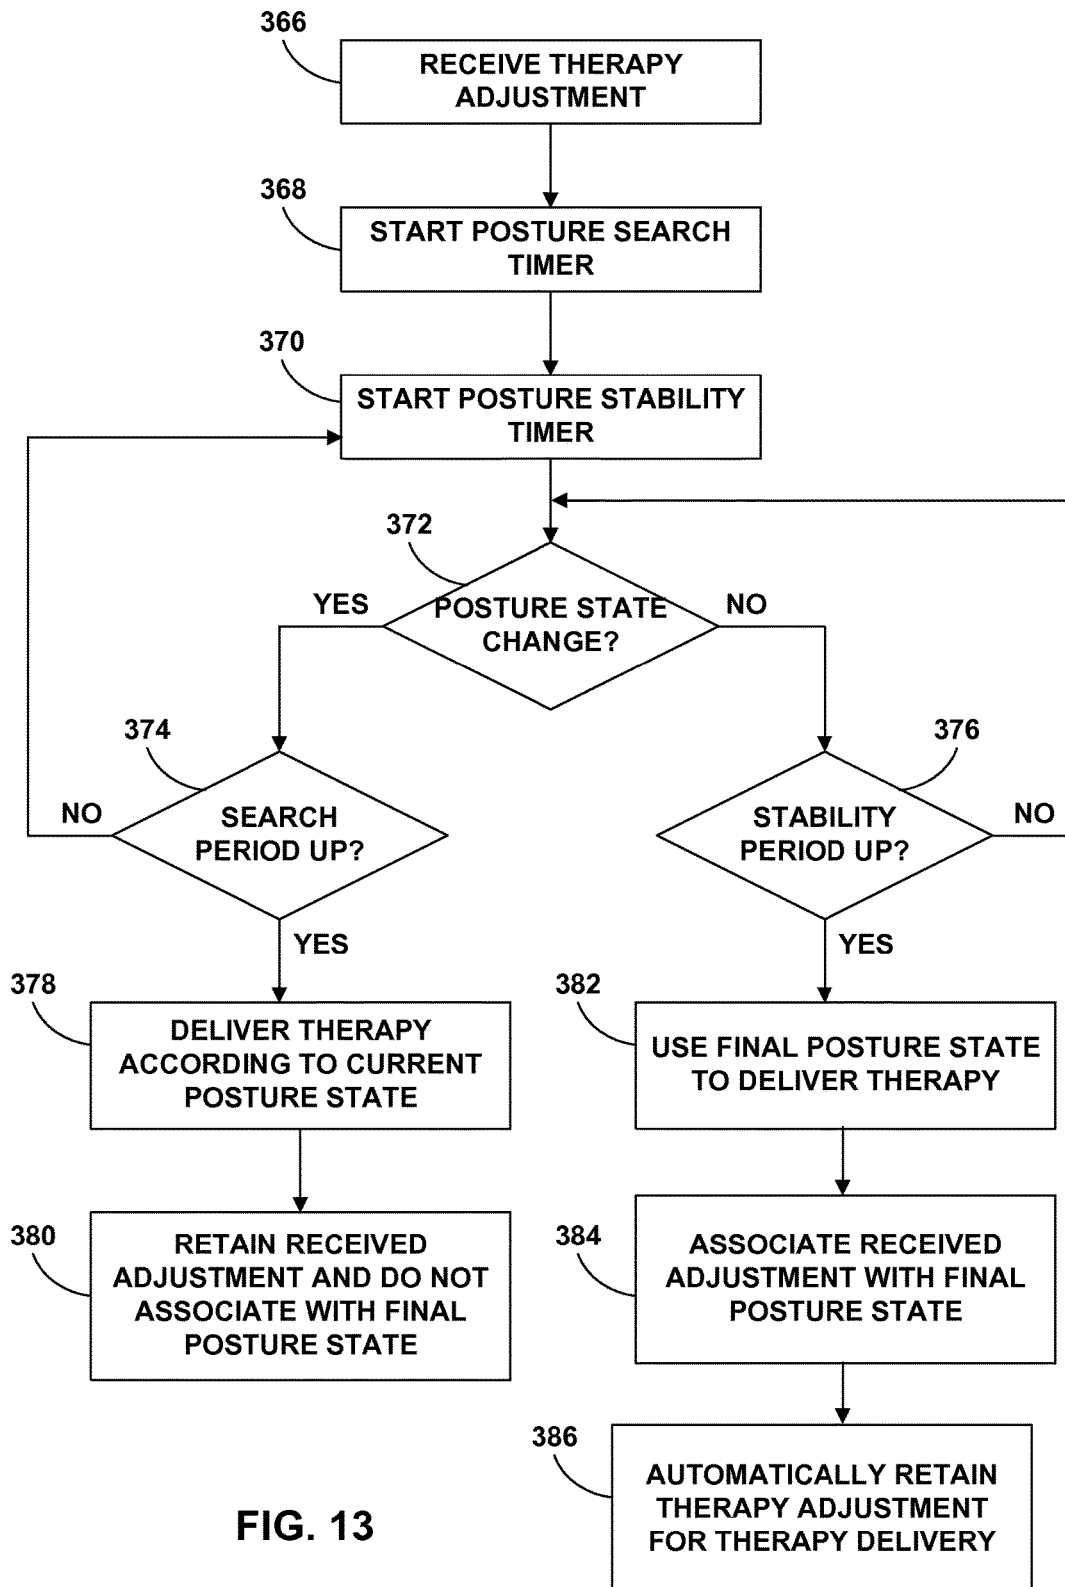 366
RECEIVE THERAPY
ADJUSTMENT
368
START POSTURE SEARCH
TIMER
370
START POSTURE STABILITY
TIMER
372
YES
POSTURE STATE
CHANGE?
NO
374
376
NO
SEARCH
PERIOD UP?
STABILITY
PERIOD UP?
NO
YES
YES
378
DELIVER THERAPY
ACCORDING TO CURRENT
POSTURE STATE
382
USE FINAL POSTURE STATE
TO DELIVER THERAPY
380
RETAIN RECEIVED
ADJUSTMENT AND DO NOT
ASSOCIATE WITH FINAL
POSTURE STATE
384
ASSOCIATE RECEIVED
ADJUSTMENT WITH FINAL
POSTURE STATE
386
AUTOMATICALLY RETAIN
THERAPY ADJUSTMENT
FOR THERAPY DELIVERY
FIG. 13